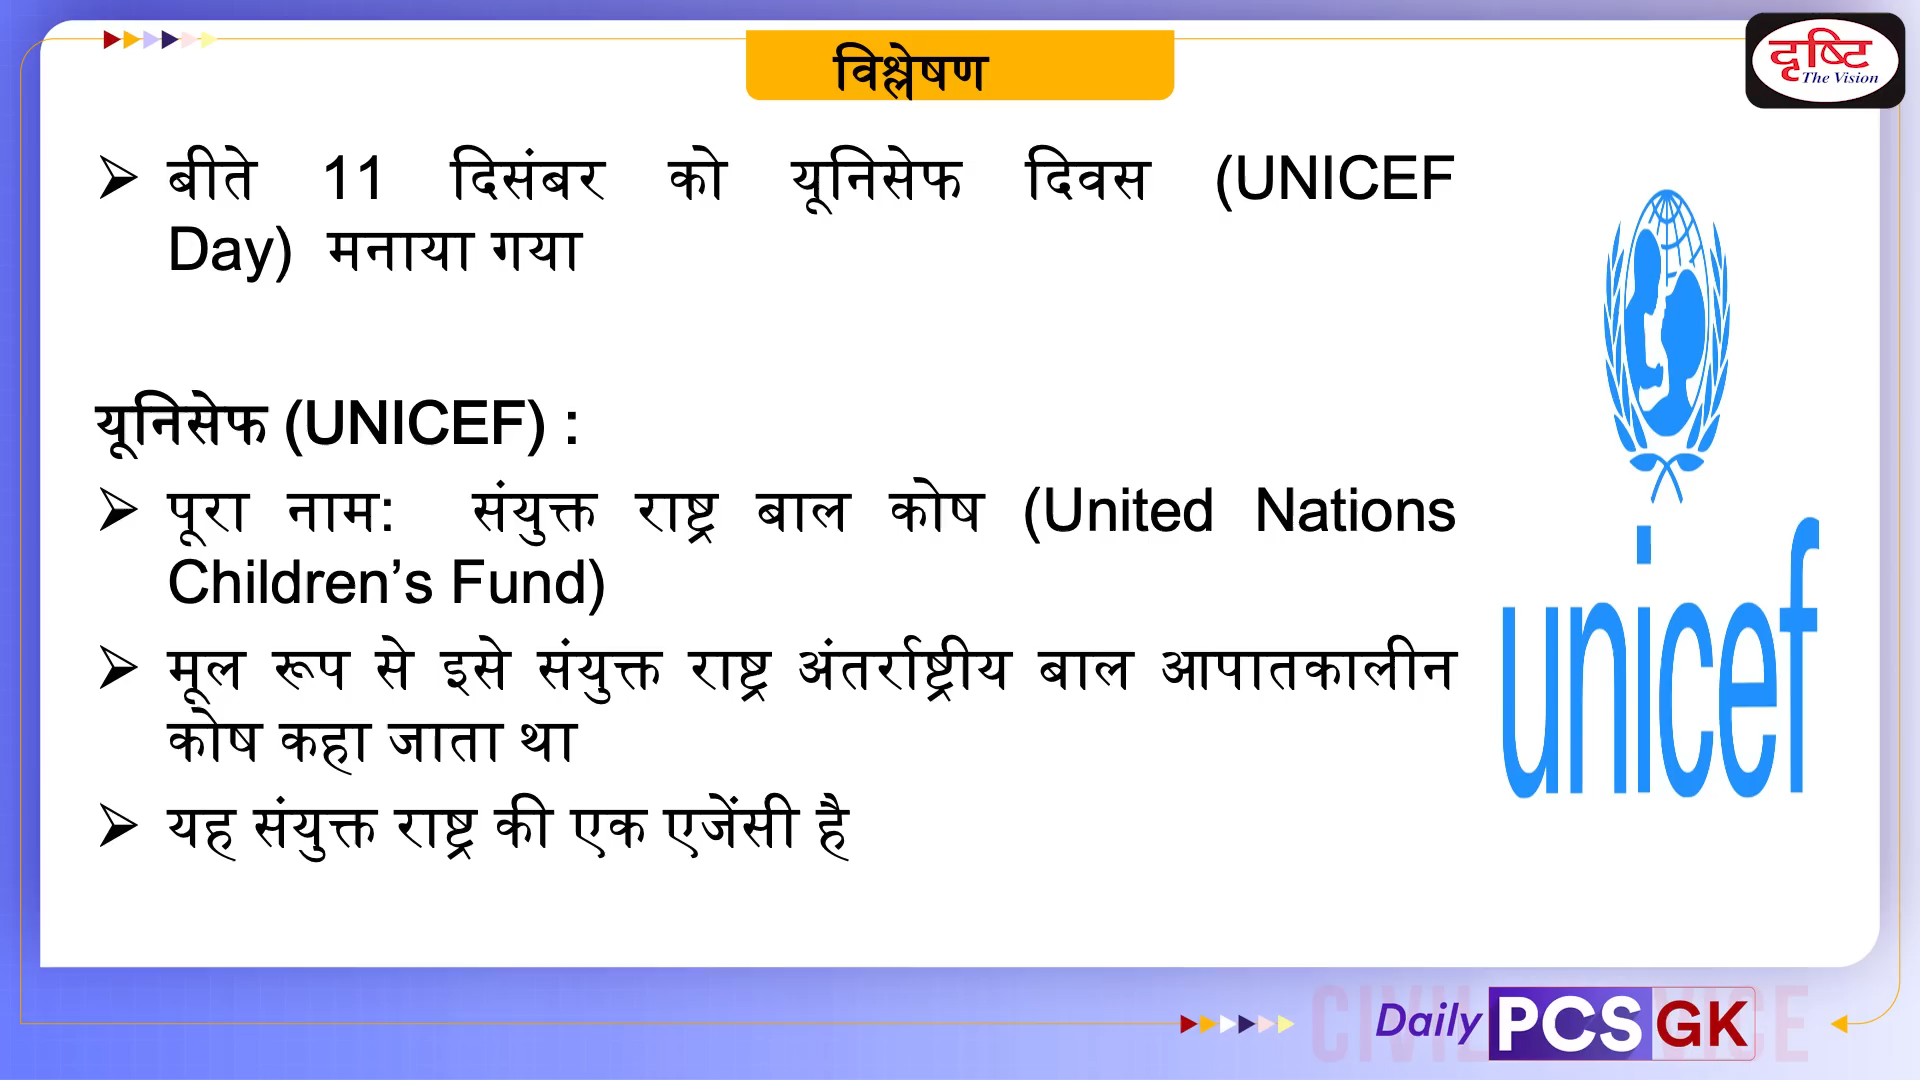 विश्लेषण
दृष्टि
The Vision
➢ बीते 11 दिसंबर को यूनिसेफ दिवस (UNICEF
Day) मनाया गया
यूनिसेफ (UNICEF) :
➢ पूरा नाम: संयुक्त राष्ट्र बाल कोष (United Nations
Children’s Fund)
➢ मूल रूप से इसे संयुक्त राष्ट्र अंतर्राष्ट्रीय बाल आपातकालीन
कोष कहा जाता था
➢ यह संयुक्त राष्ट्र की एक एजेंसी है
unicef
Daily PCS GK